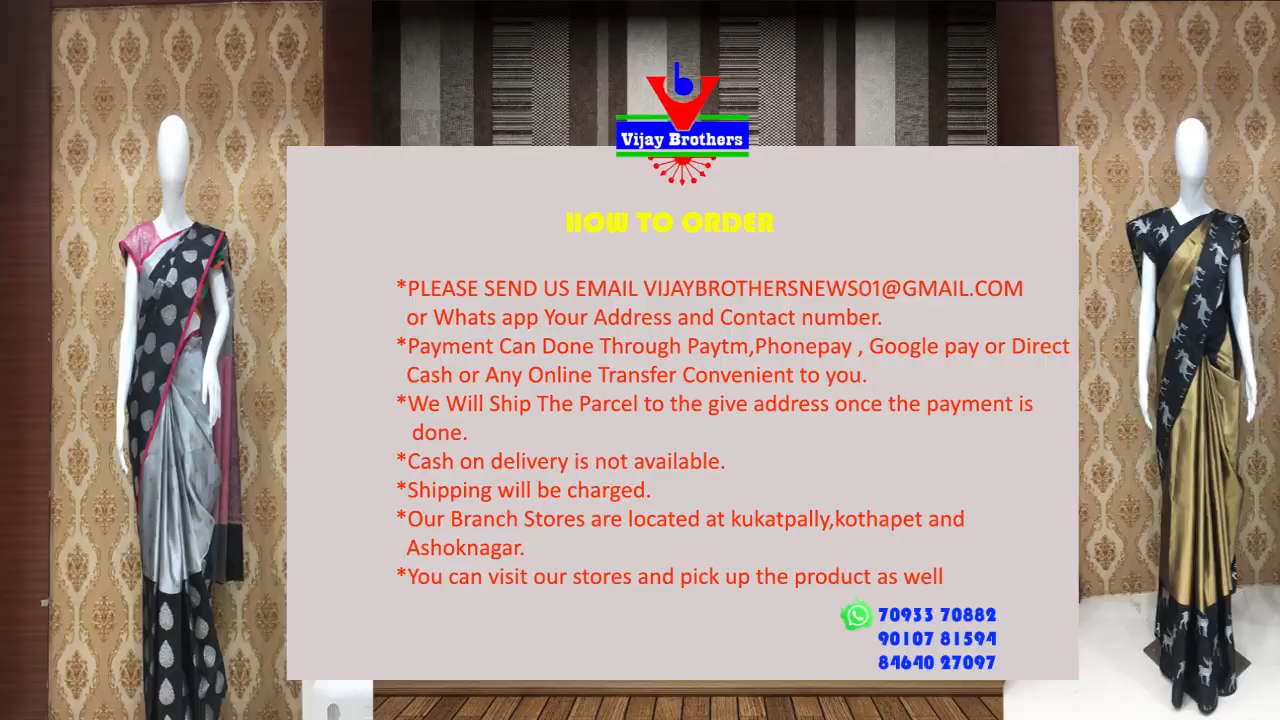 b
Vijay Brothers
HOW TO ORDER
*PLEASE SEND US EMAIL VIJAYBROTHERSNEWS01@GMAIL.COM
or Whats app Your Address and Contact number.
*Payment Can Done Through Paytm,Phonepay , Google pay or Direct
Cash or Any Online Transfer Convenient to you.
*We Will Ship The Parcel to the give address once the payment is
done.
*Cash on delivery is not available.
*Shipping will be charged.
*Our Branch Stores are located at kukatpally,kothapet and
Ashoknagar.
*You can visit our stores and pick up the product as well
70933 70882
90107 81594
84640 27097